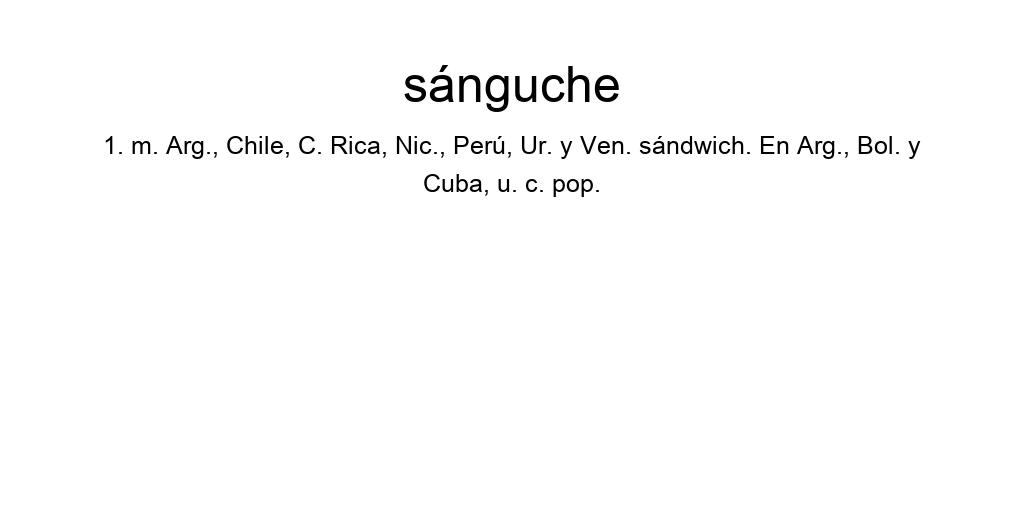 sánguche
1. m. Arg., Chile, C. Rica, Nic., Perú, Ur. y Ven. sándwich. En Arg., Bol. y
Cuba, u. c. pop.